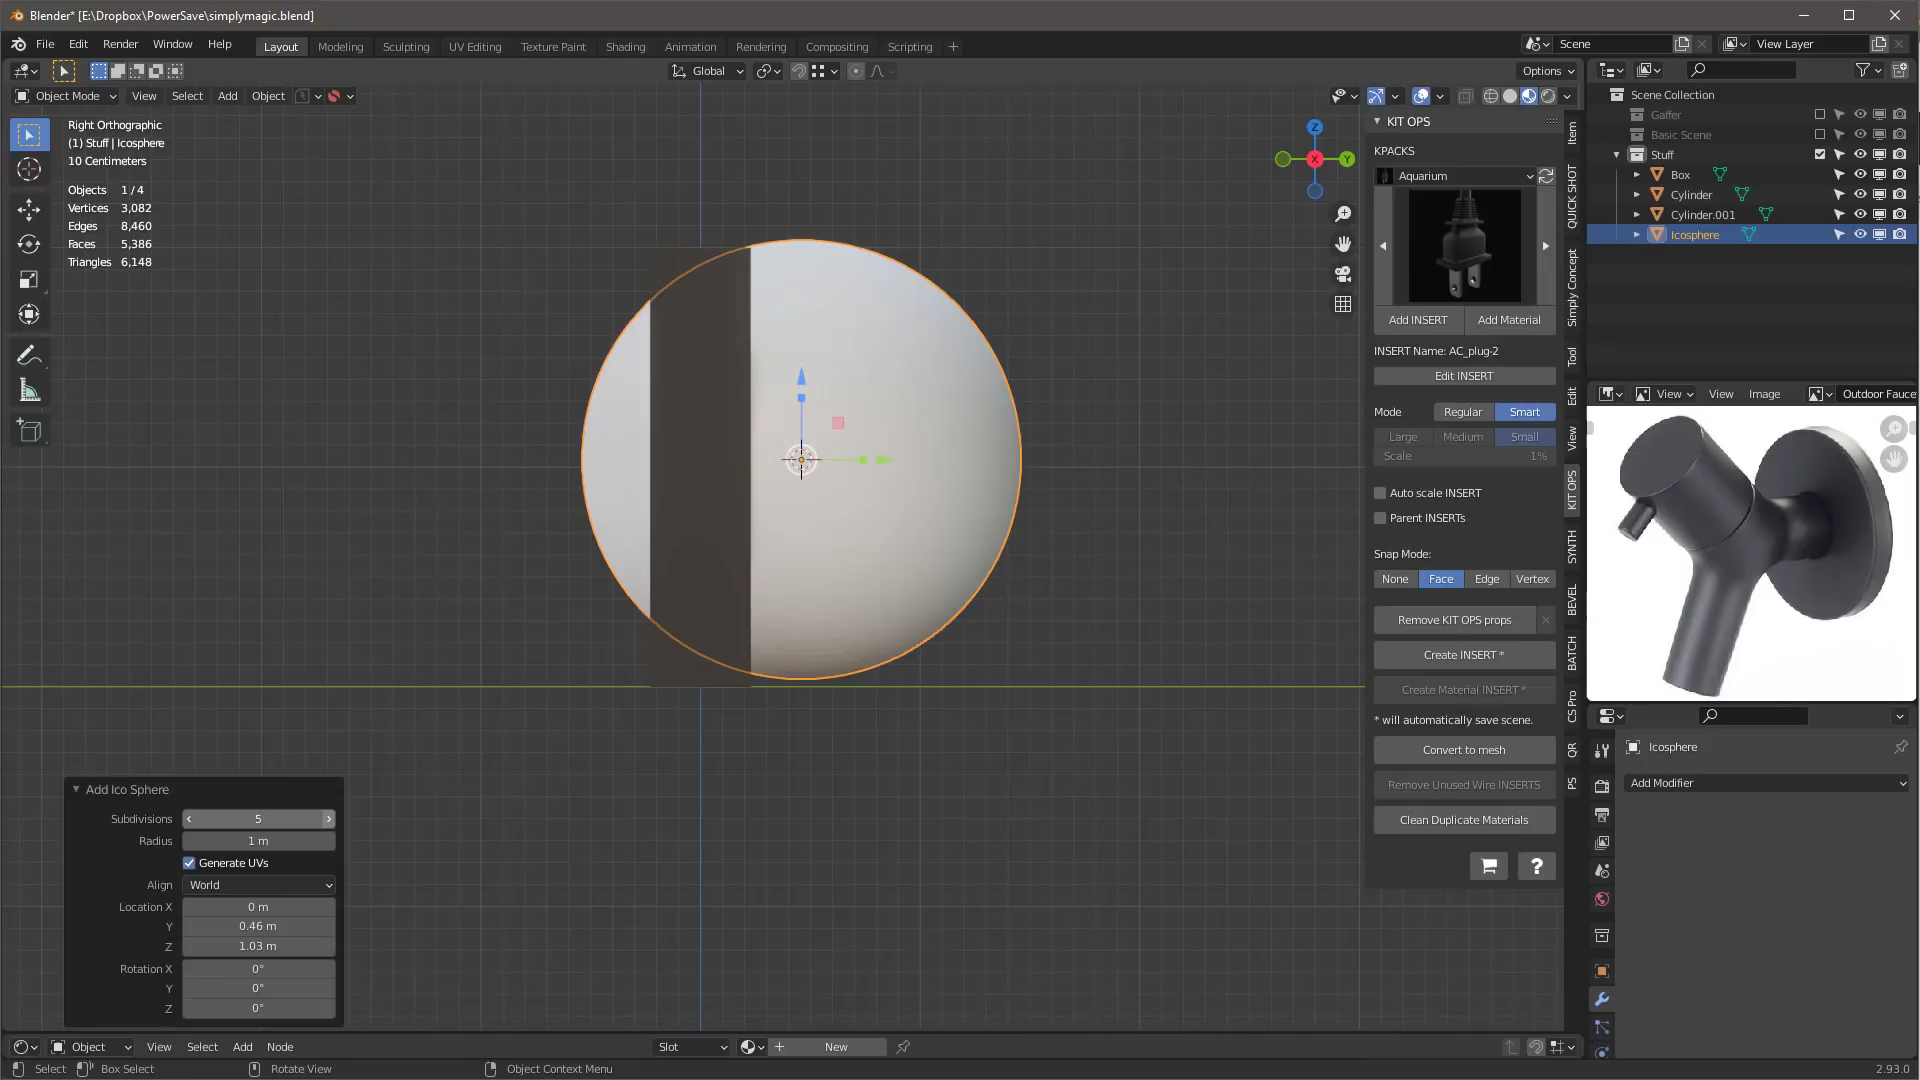 Blender* [E:\Dropbox\PowerSave\simplymagic.blend]
File Edit Render Window Help Layout Modeling Sculpting UV Editing Texture Paint Shading Animation Rendering Compositing Scripting + Scene View Layer
Global Options
Object Mode View Select Add Object
Right Orthographic
(1) Stuff | Icosphere
10 Centimeters
Objects 1 / 4
Vertices 3,082
Edges 8,460
Faces 5,386
Triangles 6,148
Z
X
Y
Add Ico Sphere
Subdivisions 5
Radius 1 m
Generate UVs
Align World
Location X 0 m
Y 0.46 m
Z 1.03 m
Rotation X 0°
Y 0°
Z 0°
KIT OPS
KPACKS
Aquarium
Add INSERT Add Material
INSERT Name: AC_plug-2
Edit INSERT
Mode Regular Smart
Large Medium Small
Scale 1%
Auto scale INSERT
Parent INSERTs
Snap Mode:
None Face Edge Vertex
Remove KIT OPS props
Create INSERT *
Create Material INSERT *
* will automatically save scene.
Convert to mesh
Remove Unused Wire INSERTS
Clean Duplicate Materials
?
Item
QUICK SHOT
Simply Concept
Tool
Edit
View
KIT OPS
SYNTH
BEVEL
BATCH
CS Pro
QR
PS
Scene Collection
Gaffer
Basic Scene
Stuff
Box
Cylinder
Cylinder.001
Icosphere
View View Image Outdoor Fauce
Icosphere
Add Modifier
Object View Select Add Node Slot + New
Select Box Select Rotate View Object Context Menu 2.93.0